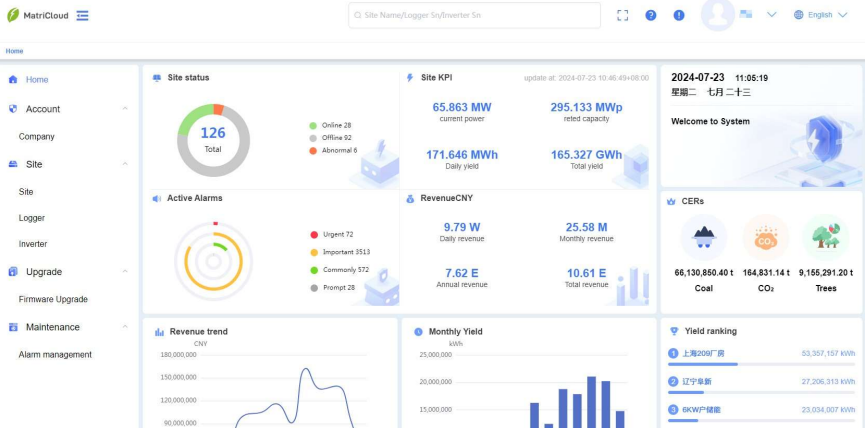 MatriCloud
Site Name/Logger Sn/Inverter Sn
English
Home
Home
Account
Company
Site
Site
Logger
Inverter
Upgrade
Firmware Upgrade
Maintenance
Alarm management
Site status
126
Total
Online 28
Offline 92
Abnormal 6
Site KPI
update at: 2024-07-23 10:46:49+08:00
65.863 MW
current power
295.133 MWp
reted capacity
171.646 MWh
Daily yield
165.327 GWh
Total yield
2024-07-23 11:05:19
星期二 七月 二十三
Welcome to System
Active Alarms
Urgent 72
Important 3513
Commonly 572
Prompt 28
RevenueCNY
9.79 W
Daily revenue
25.58 M
Monthly revenue
7.62 E
Annual revenue
10.61 E
Total revenue
CERs
CO₂
66,130,850.40 t
Coal
164,831.14 t
CO₂
9,155,291.20 t
Trees
Revenue trend
CNY
180,000,000
150,000,000
120,000,000
90,000,000
Monthly Yield
kWh
25,000,000
20,000,000
15,000,000
Yield ranking
1 上海209厂房 53,357,157 kWh
2 辽宁阜新 27,206,313 kWh
3 6KW户储能 23,034,007 kWh